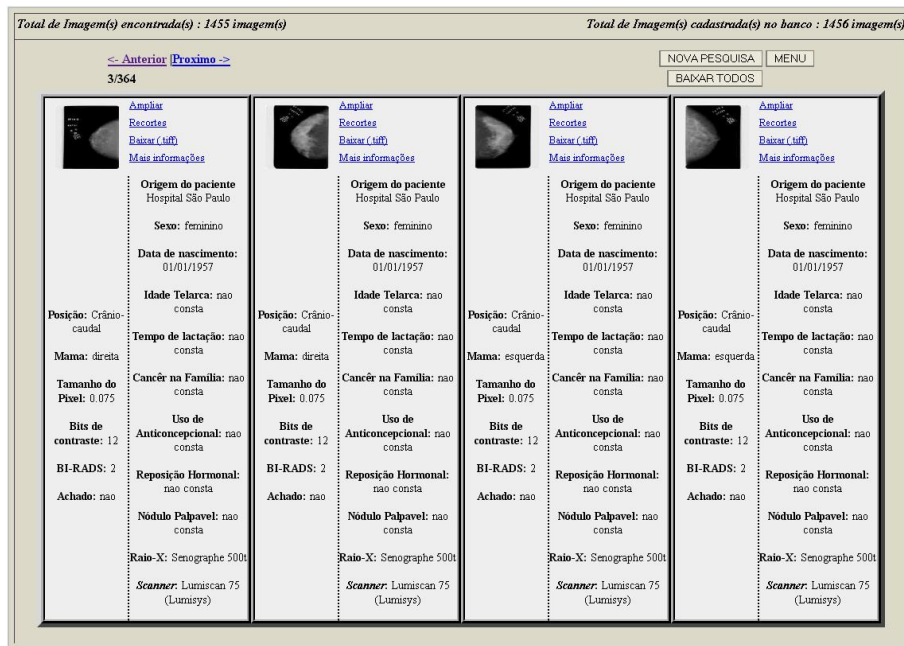 Total de Imagem(s) encontrada(s) : 1455 imagem(s)
Total de Imagem(s) cadastrada(s) no banco : 1456 imagem(s)
<- Anterior |Proximo ->
3/364
NOVA PESQUISA
MENU
BAIXAR TODOS
Ampliar
Recortes
Baixar (.tiff)
Mais informações
Posição: Crânio-
caudal
Mama: direita
Tamanho do
Pixel: 0.075
Bits de
contraste: 12
BI-RADS: 2
Achado: nao
Origem do paciente
Hospital São Paulo
Sexo: feminino
Data de nascimento:
01/01/1957
Idade Telarca: nao
consta
Tempo de lactação: nao
consta
Cancêr na Família: nao
consta
Uso de
Anticoncepcional: nao
consta
Reposição Hormonal:
nao consta
Nódulo Palpavel: nao
consta
Raio-X: Senographe 500t
Scanner: Lumiscan 75
(Lumisys)
Ampliar
Recortes
Baixar (.tiff)
Mais informações
Posição: Crânio-
caudal
Mama: direita
Tamanho do
Pixel: 0.075
Bits de
contraste: 12
BI-RADS: 2
Achado: nao
Origem do paciente
Hospital São Paulo
Sexo: feminino
Data de nascimento:
01/01/1957
Idade Telarca: nao
consta
Tempo de lactação: nao
consta
Cancêr na Família: nao
consta
Uso de
Anticoncepcional: nao
consta
Reposição Hormonal:
nao consta
Nódulo Palpavel: nao
consta
Raio-X: Senographe 500t
Scanner: Lumiscan 75
(Lumisys)
Ampliar
Recortes
Baixar (.tiff)
Mais informações
Posição: Crânio-
caudal
Mama: esquerda
Tamanho do
Pixel: 0.075
Bits de
contraste: 12
BI-RADS: 2
Achado: nao
Origem do paciente
Hospital São Paulo
Sexo: feminino
Data de nascimento:
01/01/1957
Idade Telarca: nao
consta
Tempo de lactação: nao
consta
Cancêr na Família: nao
consta
Uso de
Anticoncepcional: nao
consta
Reposição Hormonal:
nao consta
Nódulo Palpavel: nao
consta
Raio-X: Senographe 500t
Scanner: Lumiscan 75
(Lumisys)
Ampliar
Recortes
Baixar (.tiff)
Mais informações
Posição: Crânio-
caudal
Mama: esquerda
Tamanho do
Pixel: 0.075
Bits de
contraste: 12
BI-RADS: 2
Achado: nao
Origem do paciente
Hospital São Paulo
Sexo: feminino
Data de nascimento:
01/01/1957
Idade Telarca: nao
consta
Tempo de lactação: nao
consta
Cancêr na Família: nao
consta
Uso de
Anticoncepcional: nao
consta
Reposição Hormonal:
nao consta
Nódulo Palpavel: nao
consta
Raio-X: Senographe 500t
Scanner: Lumiscan 75
(Lumisys)